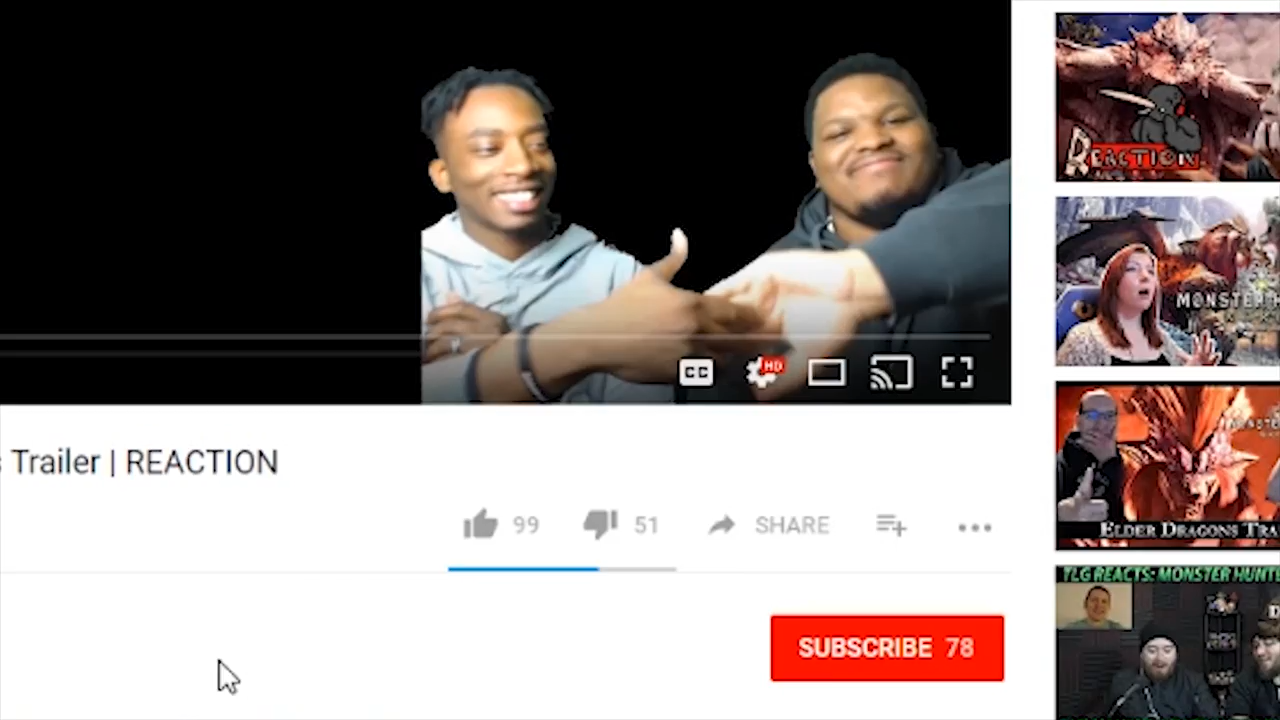 REACTION
MONSTER
CC
HD
Trailer | REACTION
ELDER DRAGONS TRA
99
51
SHARE
YLG REACTS: MONSTER HUNT
SUBSCRIBE 78